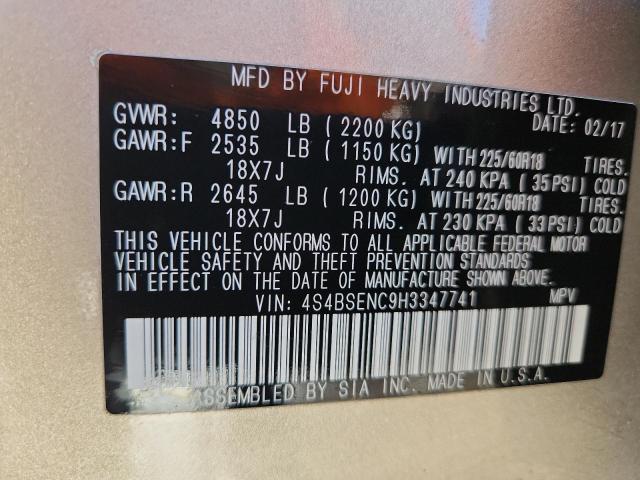 MFD BY FUJI HEAVY INDUSTRIES LTD.
DATE: 02/17
GVWR: 4850 LB ( 2200 KG)
GAWR:F 2535 LB ( 1150 KG) WITH 225/60R18 TIRES.
18X7J RIMS. AT 240 KPA ( 35 PSI) COLD
GAWR:R 2645 LB ( 1200 KG) WITH 225/60R18 TIRES.
18X7J RIMS. AT 230 KPA ( 33 PSI) COLD
THIS VEHICLE CONFORMS TO ALL APPLICABLE FEDERAL MOTOR
VEHICLE SAFETY AND THEFT PREVENTION STANDARDS
IN EFFECT ON THE DATE OF MANUFACTURE SHOWN ABOVE.
VIN: 4S4BSENC9H3347741 MPV
ASSEMBLED BY SIA INC. MADE IN U.S.A.